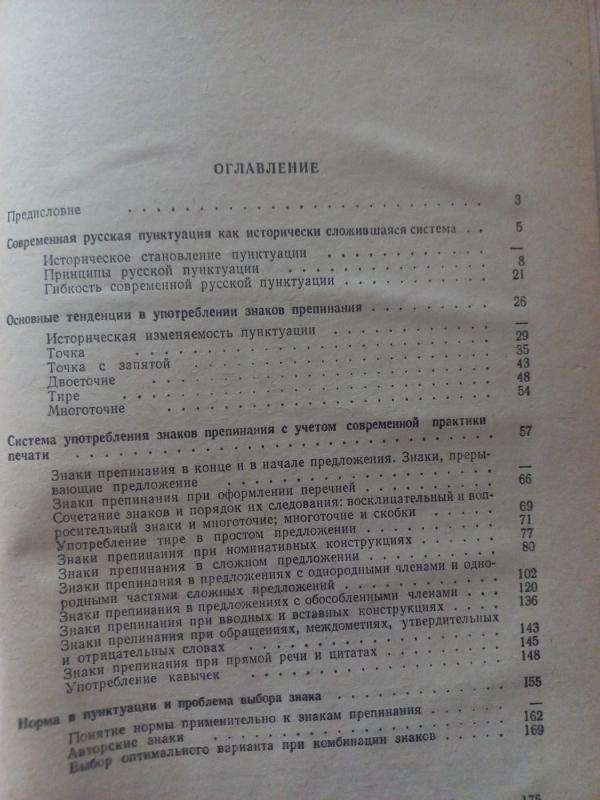 ОГЛАВЛЕНИЕ
Предисловие . . . . . . . . . . . . . . . . 3
Современная русская пунктуация как исторически сложившаяся система . . 5
Историческое становление пунктуации . . . . . . . . —
Принципы русской пунктуации . . . . . . . . . . 8
Гибкость современной русской пунктуации . . . . . . . 21
Основные тенденции в употреблении знаков препинания . . . . . . 26
Историческая изменяемость пунктуации . . . . . . . . —
Точка . . . . . . . . . . . . . . . . 29
Точка с запятой . . . . . . . . . . . . . . 35
Двоеточие . . . . . . . . . . . . . . . 43
Тире . . . . . . . . . . . . . . . . 48
Многоточие . . . . . . . . . . . . . . . 54
Система употребления знаков препинания с учетом современной практики
печати . . . . . . . . . . . . . . . . . 57
Знаки препинания в конце и в начале предложения. Знаки, преры-
вающие предложение . . . . . . . . . . . . —
Знаки препинания при оформлении перечней . . . . . . . 66
Сочетание знаков и порядок их следования: восклицательный и воп-
росительный знаки и многоточие; многоточие и скобки . . . . 69
Употребление тире в простом предложении . . . . . . . 71
Знаки препинания при номинативных конструкциях . . . . . 77
Знаки препинания в сложном предложении . . . . . . . 80
Знаки препинания в предложениях с однородными членами и одно-
родными частями сложных предложений . . . . . . . 102
Знаки препинания в предложениях с обособленными членами . . . 120
Знаки препинания при вводных и вставных конструкциях . . . . 136
Знаки препинания при обращениях, междометиях, утвердительных
и отрицательных словах . . . . . . . . . . . 143
Знаки препинания при прямой речи и цитатах . . . . . . 145
Употребление кавычек . . . . . . . . . . . . 148
Норма в пунктуации и проблема выбора знака . . . . . . . . 155
Понятие нормы применительно к знакам препинания . . . . . —
Авторские знаки . . . . . . . . . . . . . . 162
Выбор оптимального варианта при комбинации знаков . . . . 169
175